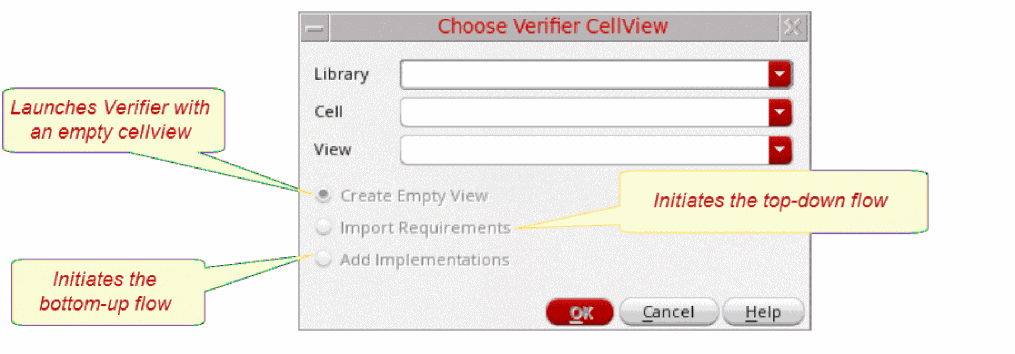 Choose Verifier CellView
Library
Cell
View
Launches Verifier with
an empty cellview
Create Empty View
Import Requirements
Add Implementations
Initiates the top-down flow
Initiates the
bottom-up flow
OK
Cancel
Help